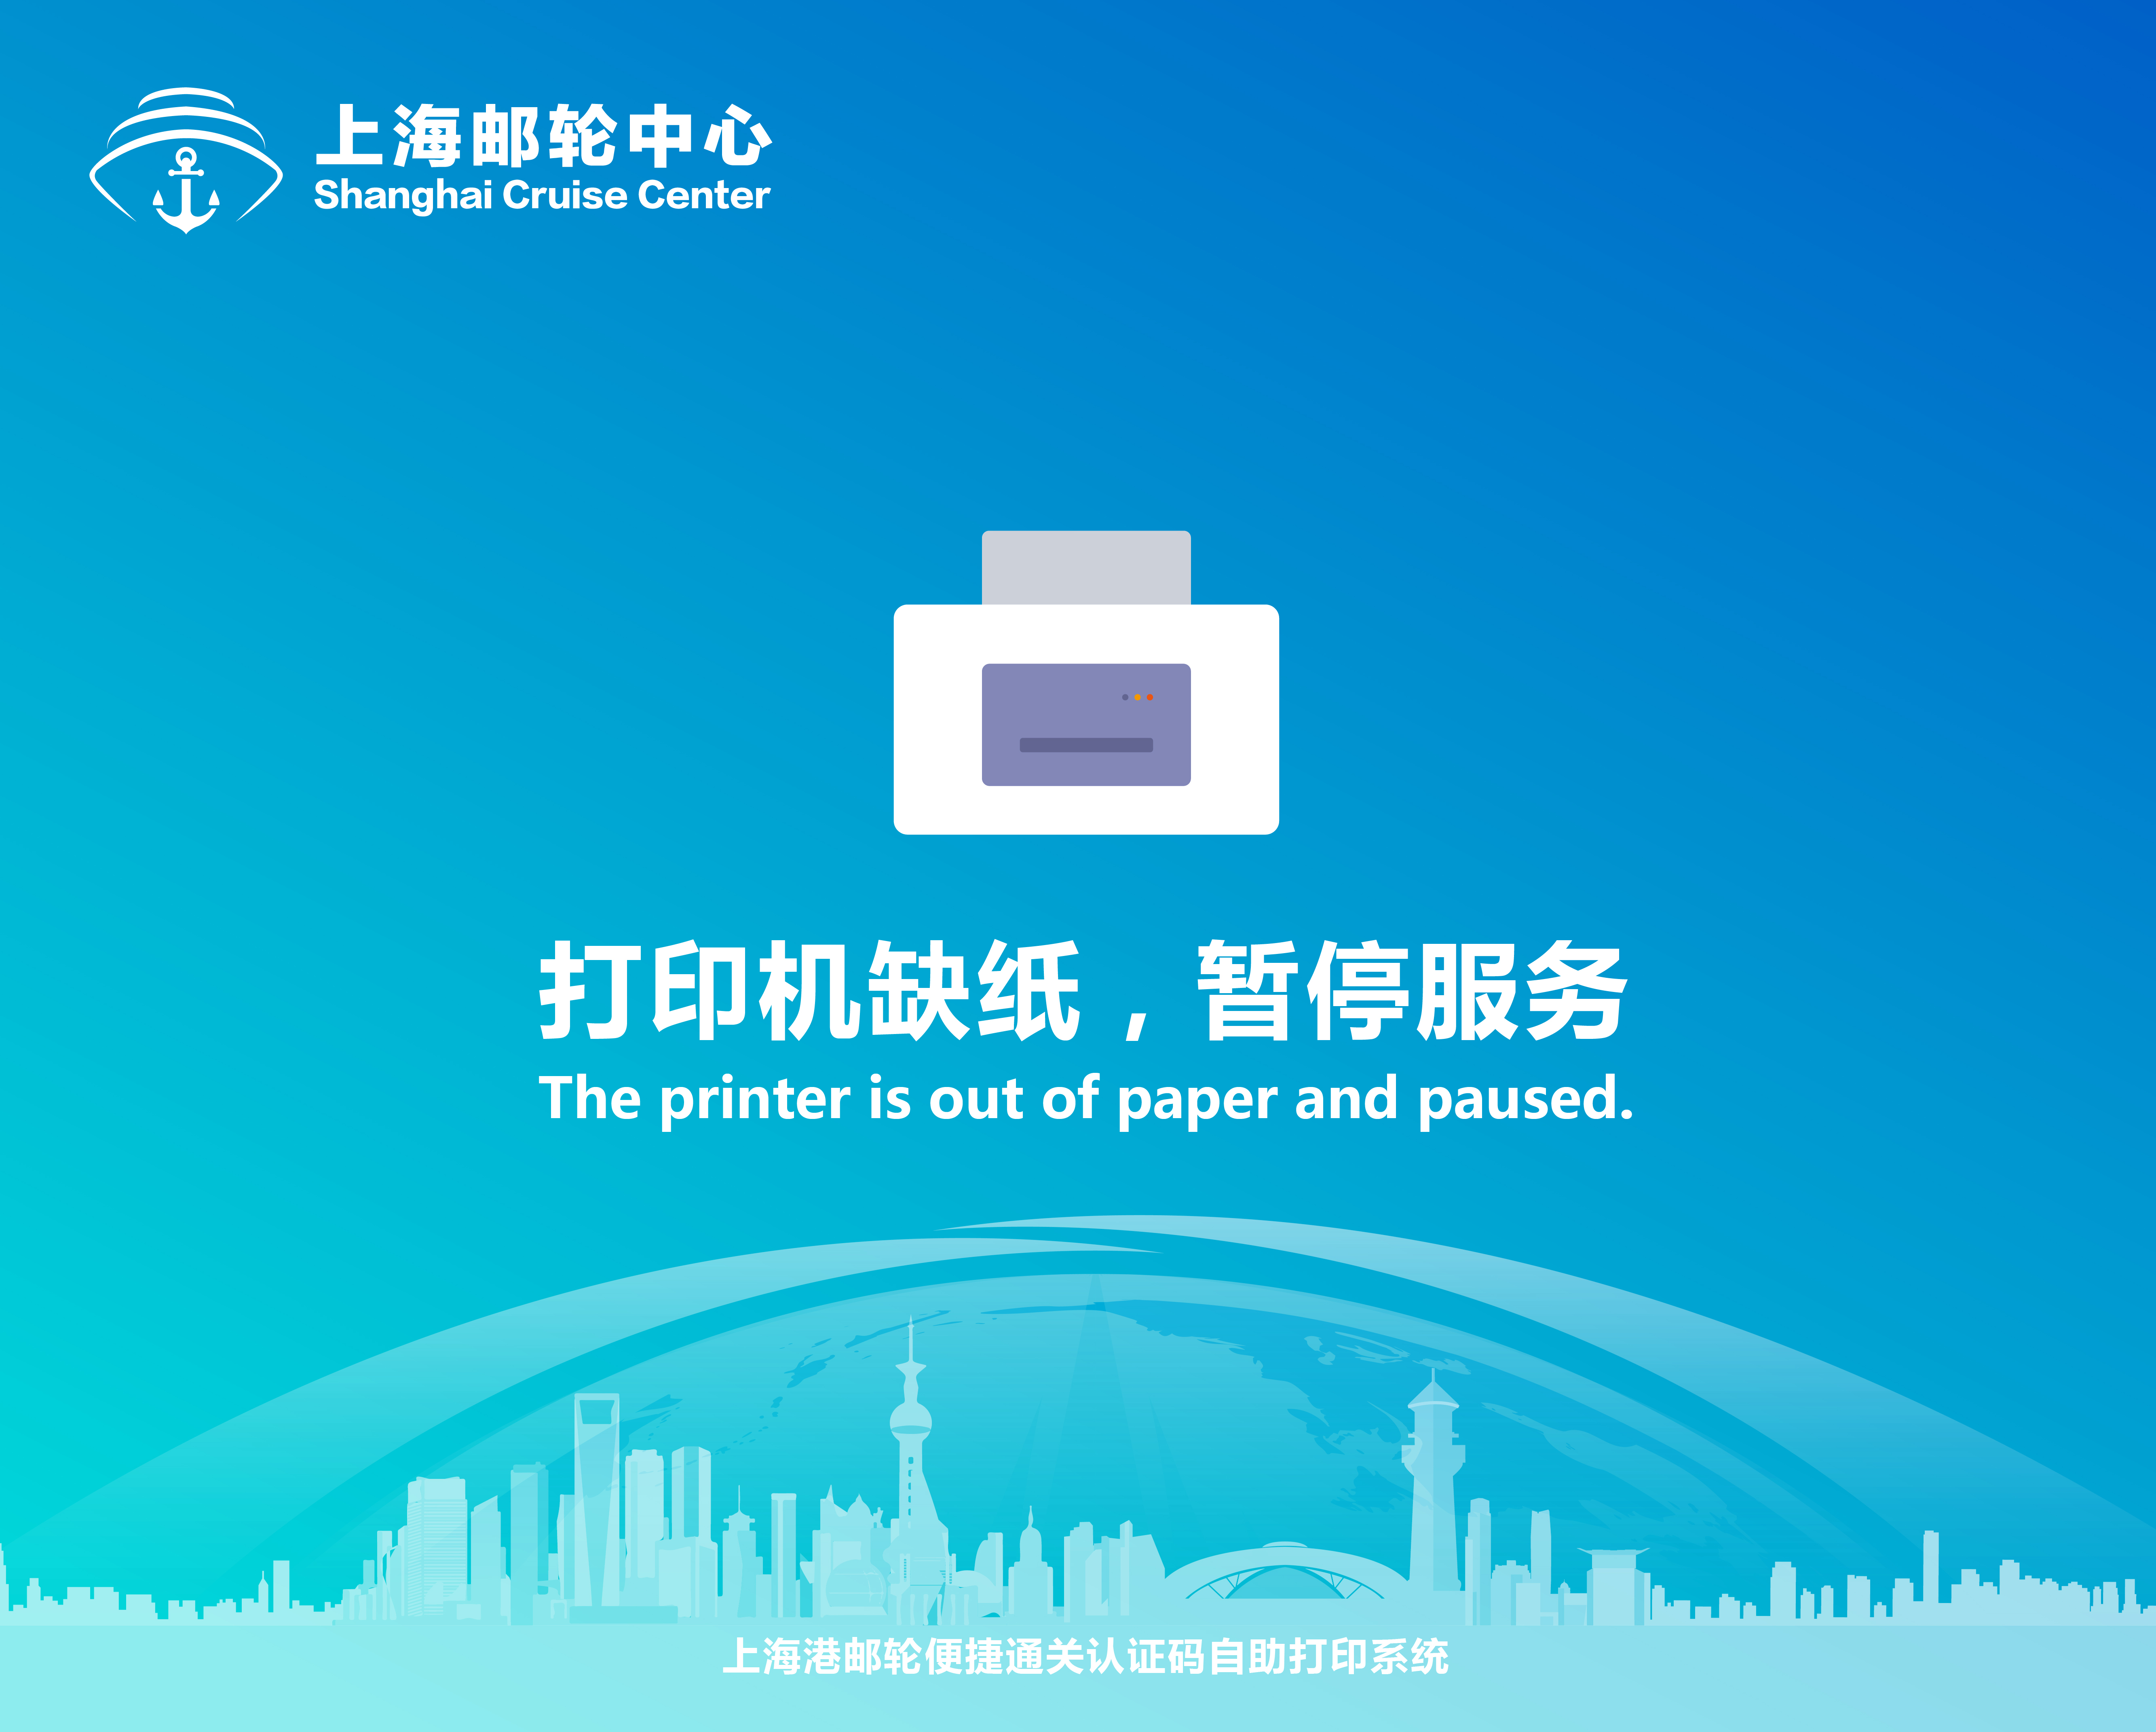 上海邮轮中心
Shanghai Cruise Center
打印机缺纸，暂停服务
The printer is out of paper and paused.
上海港邮轮便捷通关认证码自助打印系统